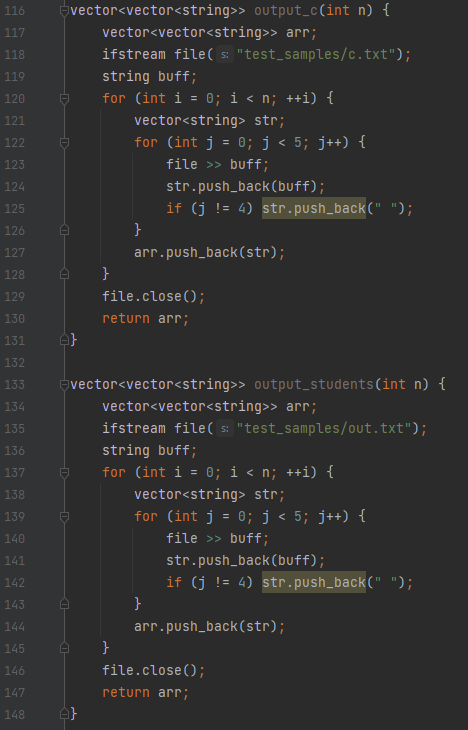 116 vector<vector<string>> output_c(int n) {
117     vector<vector<string>> arr;
118     ifstream file( s: "test_samples/c.txt");
119     string buff;
120     for (int i = 0; i < n; ++i) {
121         vector<string> str;
122         for (int j = 0; j < 5; j++) {
123             file >> buff;
124             str.push_back(buff);
125             if (j != 4) str.push_back(" ");
126         }
127         arr.push_back(str);
128     }
129     file.close();
130     return arr;
131 }
132
133 vector<vector<string>> output_students(int n) {
134     vector<vector<string>> arr;
135     ifstream file( s: "test_samples/out.txt");
136     string buff;
137     for (int i = 0; i < n; ++i) {
138         vector<string> str;
139         for (int j = 0; j < 5; j++) {
140             file >> buff;
141             str.push_back(buff);
142             if (j != 4) str.push_back(" ");
143         }
144         arr.push_back(str);
145     }
146     file.close();
147     return arr;
148 }